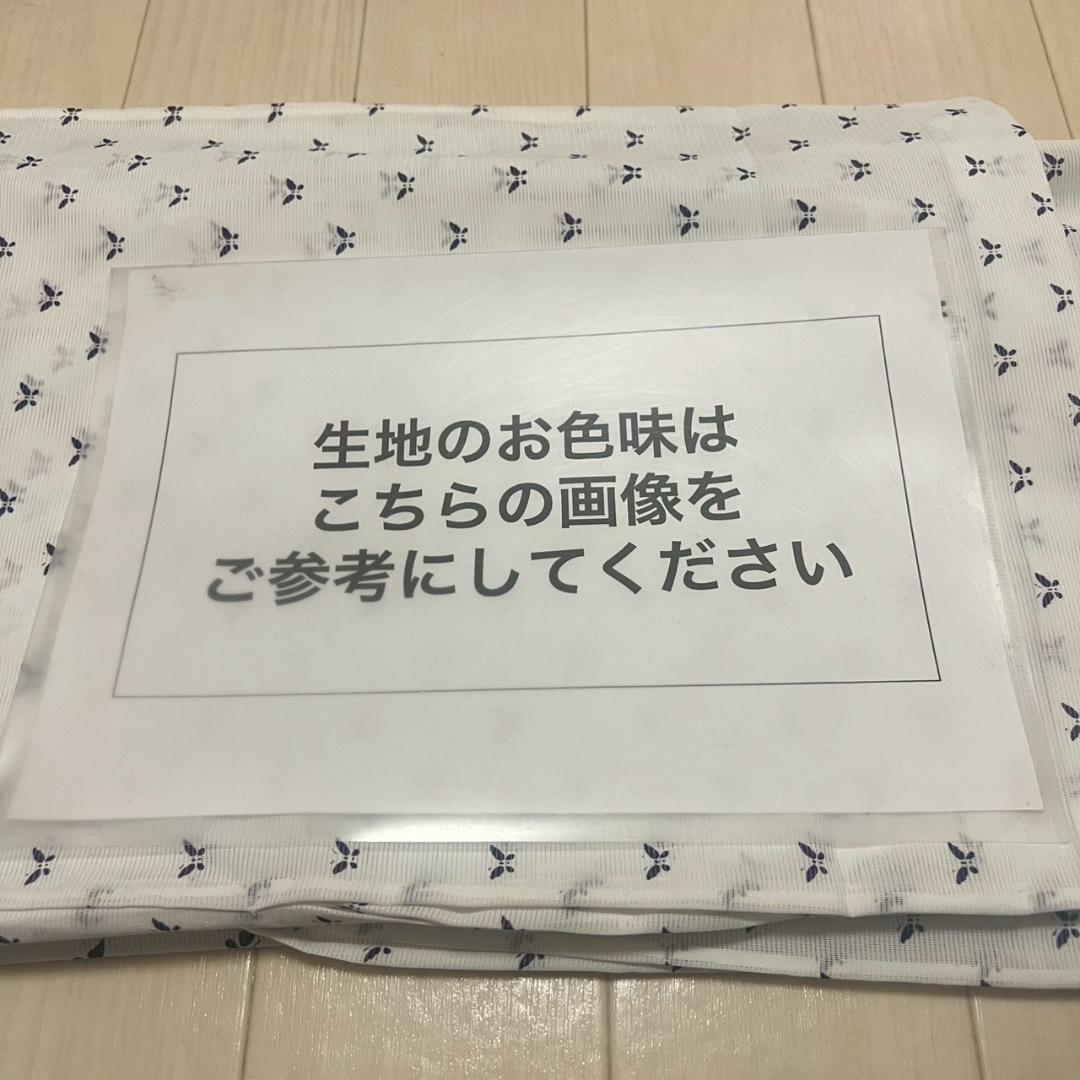 生地のお色味は
こちらの画像を
ご参考にしてください